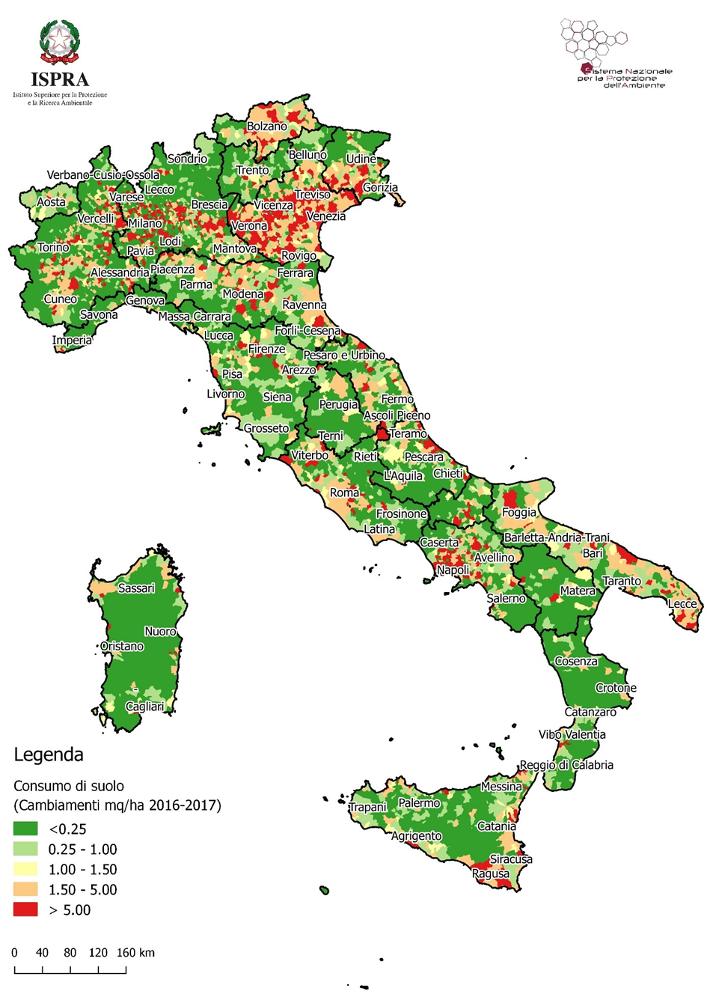 ISPRA
Istituto Superiore per la Protezione
e la Ricerca Ambientale
Sistema Nazionale
per la Protezione
dell'Ambiente
Bolzano
Sondrio
Belluno
Udine
Verbano-Cusio-Ossola
Trento
Lecco
Gorizia
Aosta
Varese
Brescia
Vicenza
Treviso
Vercelli
Milano
Verona
Venezia
Torino
Lodi
Pavia
Mantova
Rovigo
Alessandria
Piacenza
Ferrara
Parma
Cuneo
Genova
Modena
Ravenna
Savona
Massa Carrara
Imperia
Lucca
Forli'-Cesena
Firenze
Pesaro e Urbino
Pisa
Arezzo
Livorno
Siena
Perugia
Fermo
Ascoli Piceno
Grosseto
Terni
Teramo
Viterbo
Rieti
Pescara
L'Aquila
Chieti
Roma
Frosinone
Foggia
Latina
Caserta
Barletta-Andria-Trani
Napoli
Avellino
Bari
Salerno
Matera
Taranto
Lecce
Sassari
Nuoro
Oristano
-
Cagliari
Cosenza
Crotone
Catanzaro
Vibo Valentia
Reggio di Calabria
Messina
Trapani
Palermo
Catania
Agrigento
Siracusa
Ragusa
Legenda
Consumo di suolo
(Cambiamenti mq/ha 2016-2017)
<0.25
0.25 - 1.00
1.00 - 1.50
1.50 - 5.00
> 5.00
0 40 80 120 160 km